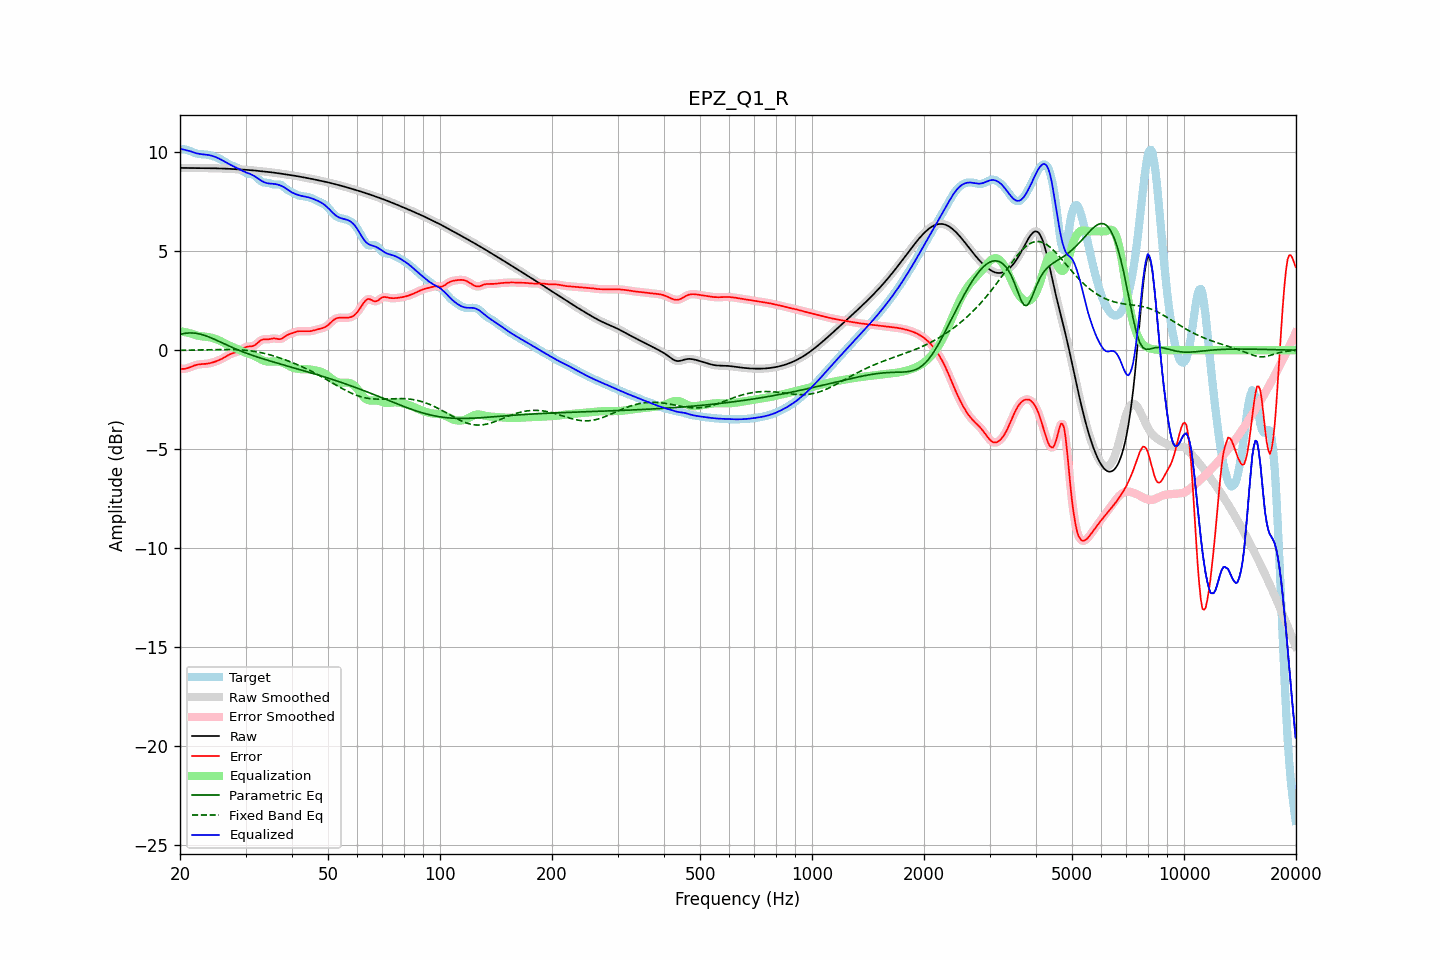 EPZ_Q1_R
Amplitude (dBr)
10
5
0
−5
−10
−15
−20
−25
Target
Raw Smoothed
Error Smoothed
Raw
Error
Equalization
Parametric Eq
Fixed Band Eq
Equalized
20 50 100 200 500 1000 2000 5000 10000 20000
Frequency (Hz)